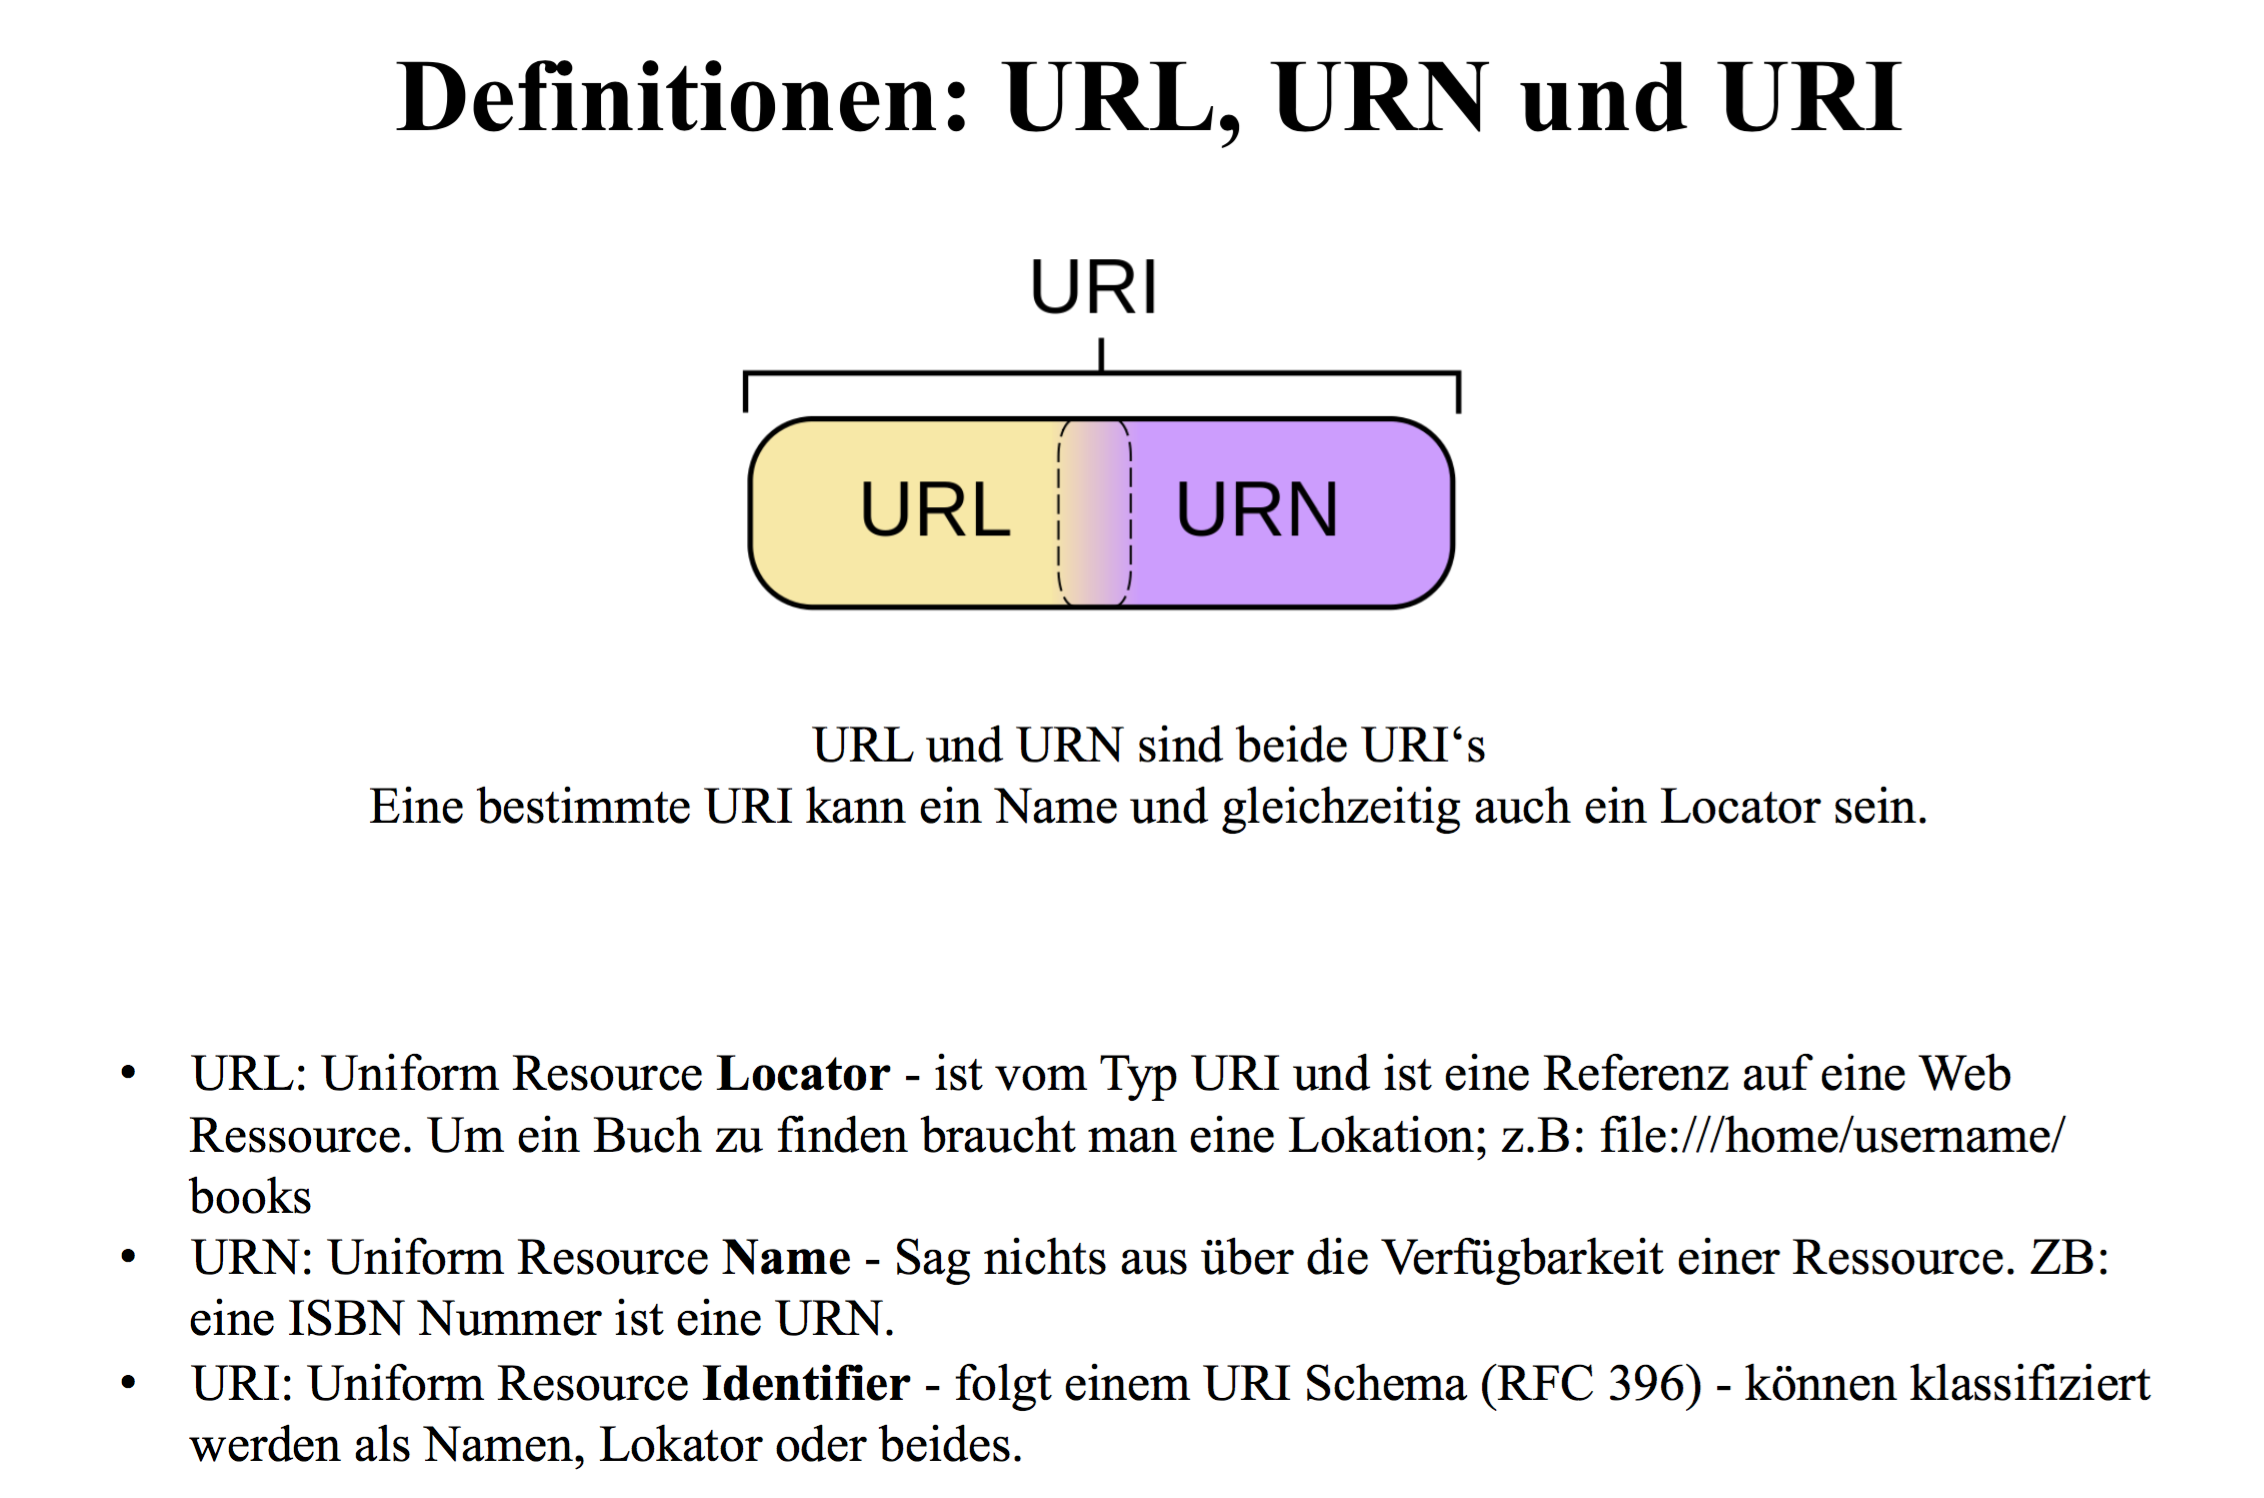 Definitionen: URL, URN und URI
URI
URL URN
URL und URN sind beide URI‘s
Eine bestimmte URI kann ein Name und gleichzeitig auch ein Locator sein.
• URL: Uniform Resource Locator - ist vom Typ URI und ist eine Referenz auf eine Web
Ressource. Um ein Buch zu finden braucht man eine Lokation; z.B: file:///home/username/
books
• URN: Uniform Resource Name - Sag nichts aus über die Verfügbarkeit einer Ressource. ZB:
eine ISBN Nummer ist eine URN.
• URI: Uniform Resource Identifier - folgt einem URI Schema (RFC 396) - können klassifiziert
werden als Namen, Lokator oder beides.